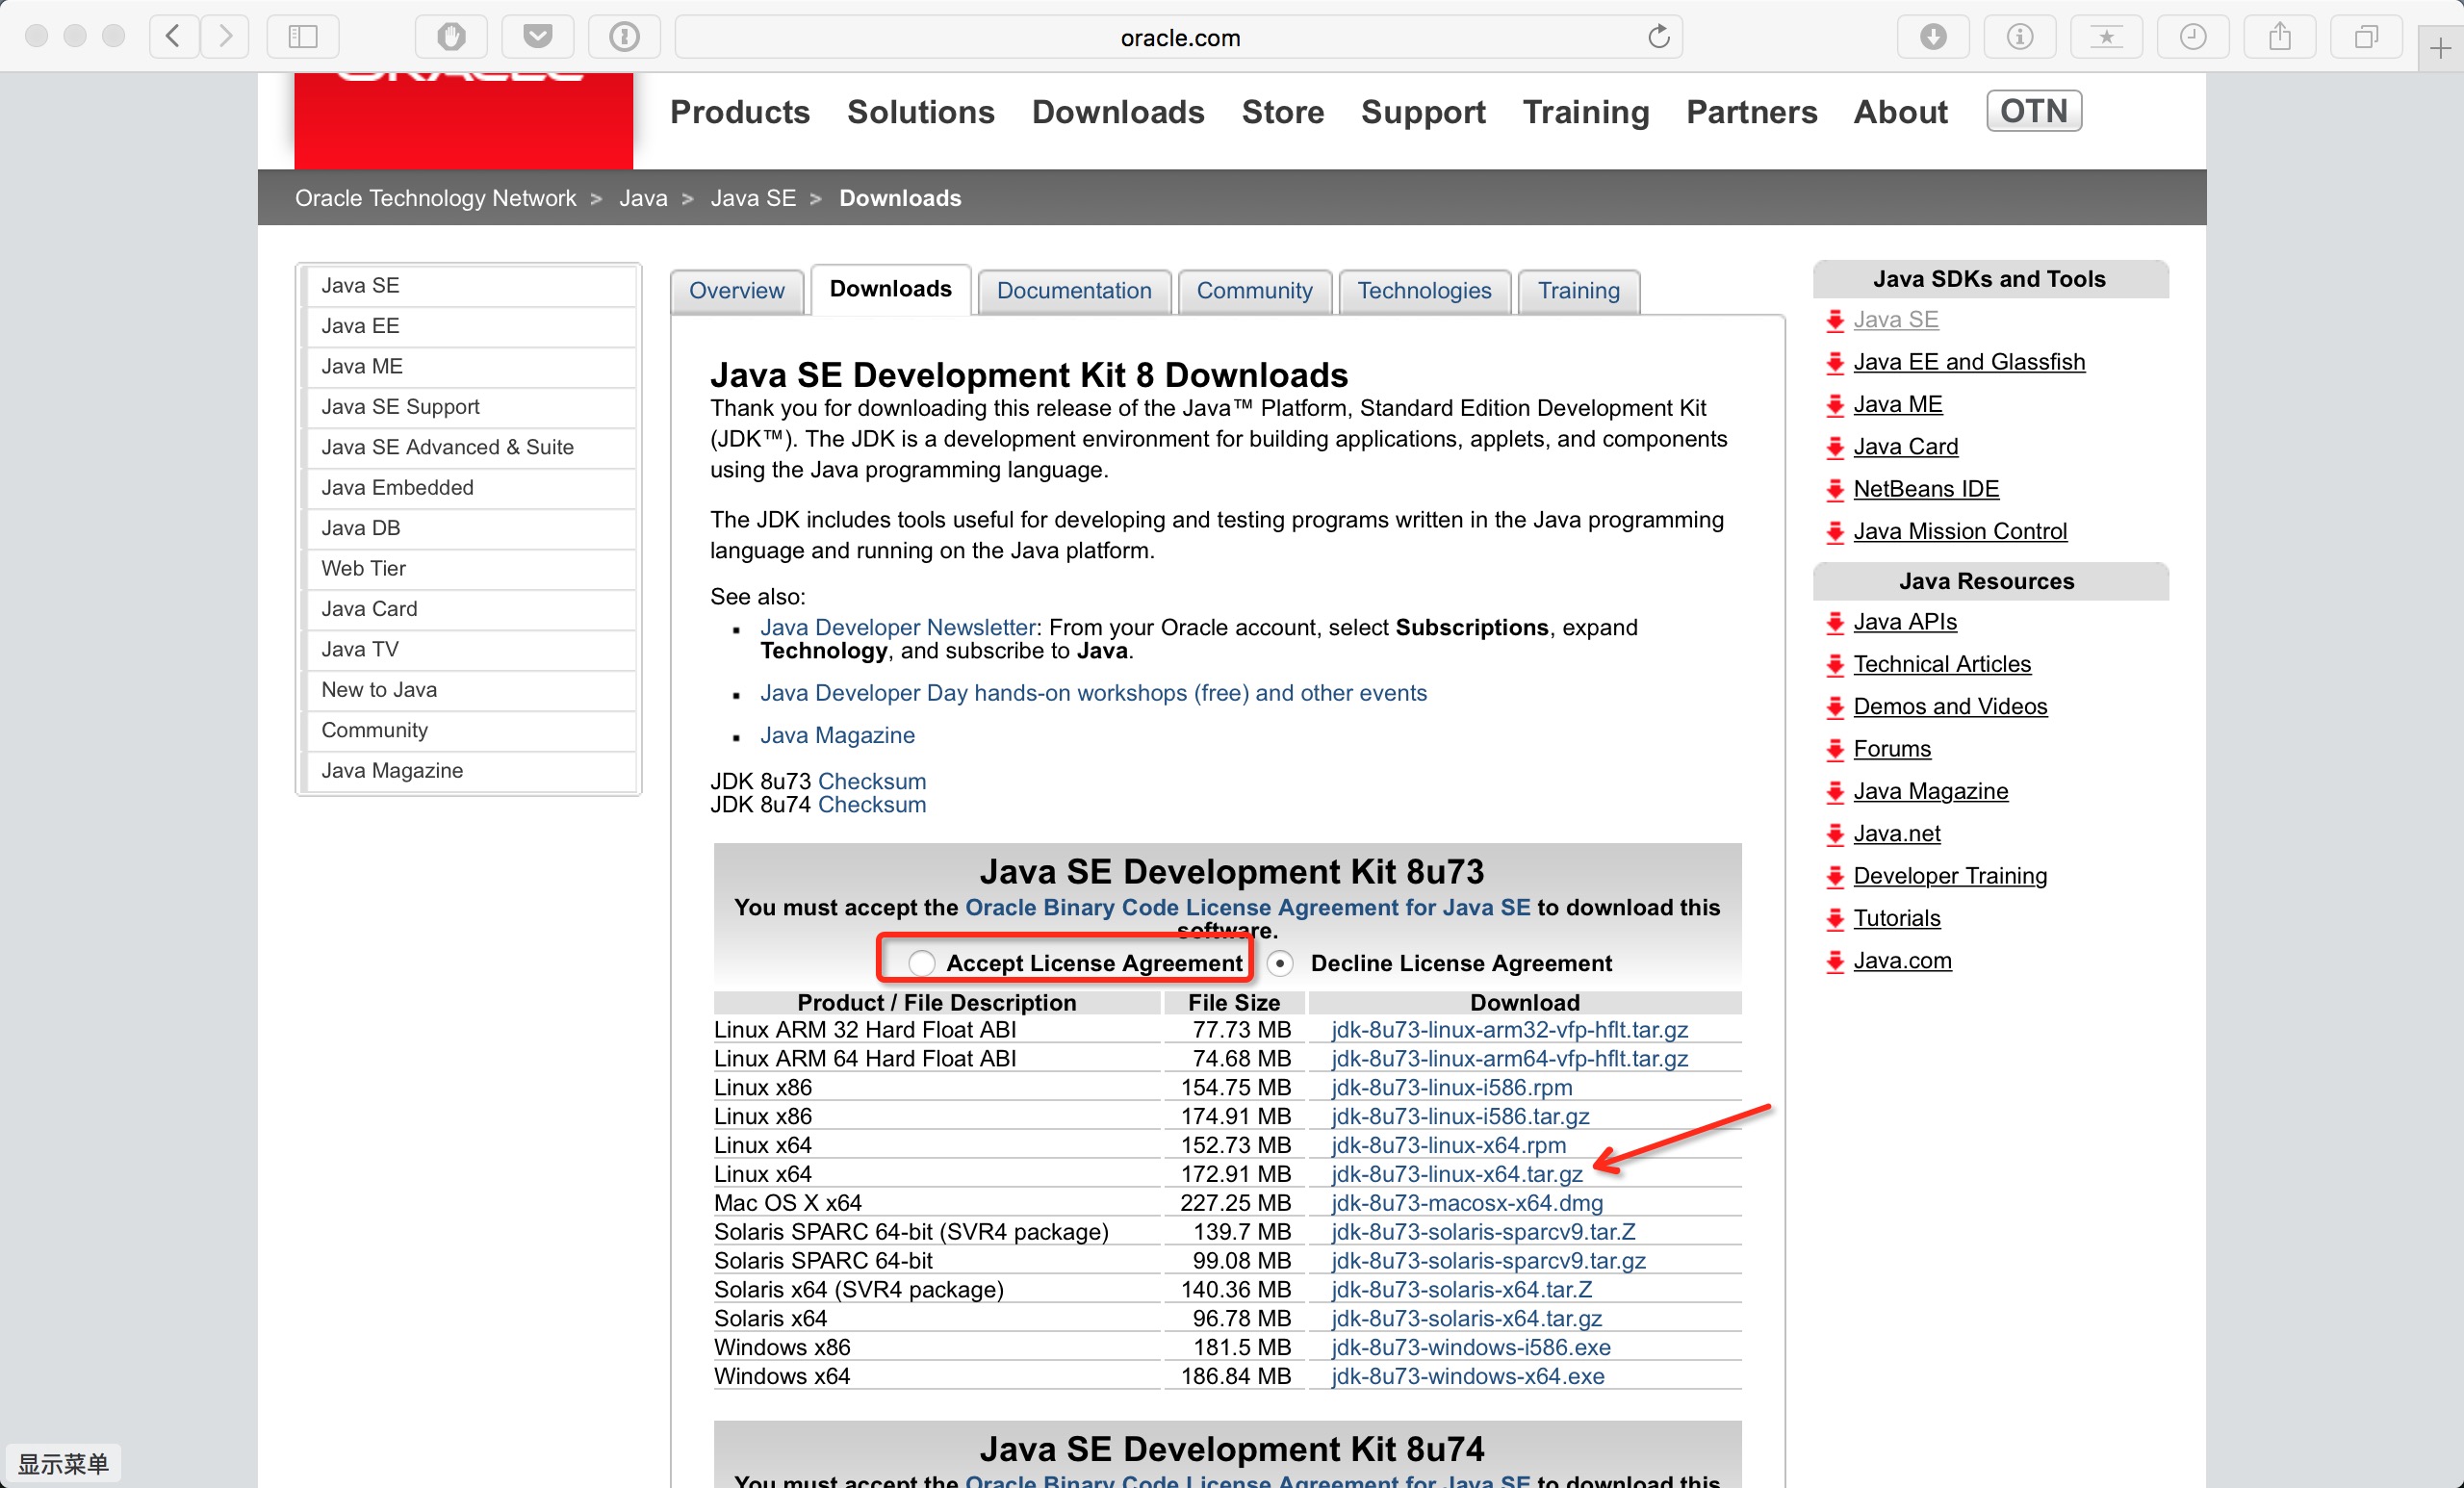 oracle.com
ORACLE
Products Solutions Downloads Store Support Training Partners About OTN
Oracle Technology Network > Java > Java SE > Downloads
Java SE
Java EE
Java ME
Java SE Support
Java SE Advanced & Suite
Java Embedded
Java DB
Web Tier
Java Card
Java TV
New to Java
Community
Java Magazine
Overview Downloads Documentation Community Technologies Training
Java SE Development Kit 8 Downloads
Thank you for downloading this release of the Java™ Platform, Standard Edition Development Kit
(JDK™). The JDK is a development environment for building applications, applets, and components
using the Java programming language.
The JDK includes tools useful for developing and testing programs written in the Java programming
language and running on the Java platform.
See also:
Java Developer Newsletter: From your Oracle account, select Subscriptions, expand
Technology, and subscribe to Java.
Java Developer Day hands-on workshops (free) and other events
Java Magazine
JDK 8u73 Checksum
JDK 8u74 Checksum
Java SE Development Kit 8u73
You must accept the Oracle Binary Code License Agreement for Java SE to download this
software.
Accept License Agreement Decline License Agreement
Product / File Description File Size Download
Linux ARM 32 Hard Float ABI 77.73 MB jdk-8u73-linux-arm32-vfp-hflt.tar.gz
Linux ARM 64 Hard Float ABI 74.68 MB jdk-8u73-linux-arm64-vfp-hflt.tar.gz
Linux x86 154.75 MB jdk-8u73-linux-i586.rpm
Linux x86 174.91 MB jdk-8u73-linux-i586.tar.gz
Linux x64 152.73 MB jdk-8u73-linux-x64.rpm
Linux x64 172.91 MB jdk-8u73-linux-x64.tar.gz
Mac OS X x64 227.25 MB jdk-8u73-macosx-x64.dmg
Solaris SPARC 64-bit (SVR4 package) 139.7 MB jdk-8u73-solaris-sparcv9.tar.Z
Solaris SPARC 64-bit 99.08 MB jdk-8u73-solaris-sparcv9.tar.gz
Solaris x64 (SVR4 package) 140.36 MB jdk-8u73-solaris-x64.tar.Z
Solaris x64 96.78 MB jdk-8u73-solaris-x64.tar.gz
Windows x86 181.5 MB jdk-8u73-windows-i586.exe
Windows x64 186.84 MB jdk-8u73-windows-x64.exe
Java SE Development Kit 8u74
You must accept the Oracle Binary Code License Agreement for Java SE to download this
Java SDKs and Tools
Java SE
Java EE and Glassfish
Java ME
Java Card
NetBeans IDE
Java Mission Control
Java Resources
Java APIs
Technical Articles
Demos and Videos
Forums
Java Magazine
Java.net
Developer Training
Tutorials
Java.com
显示菜单